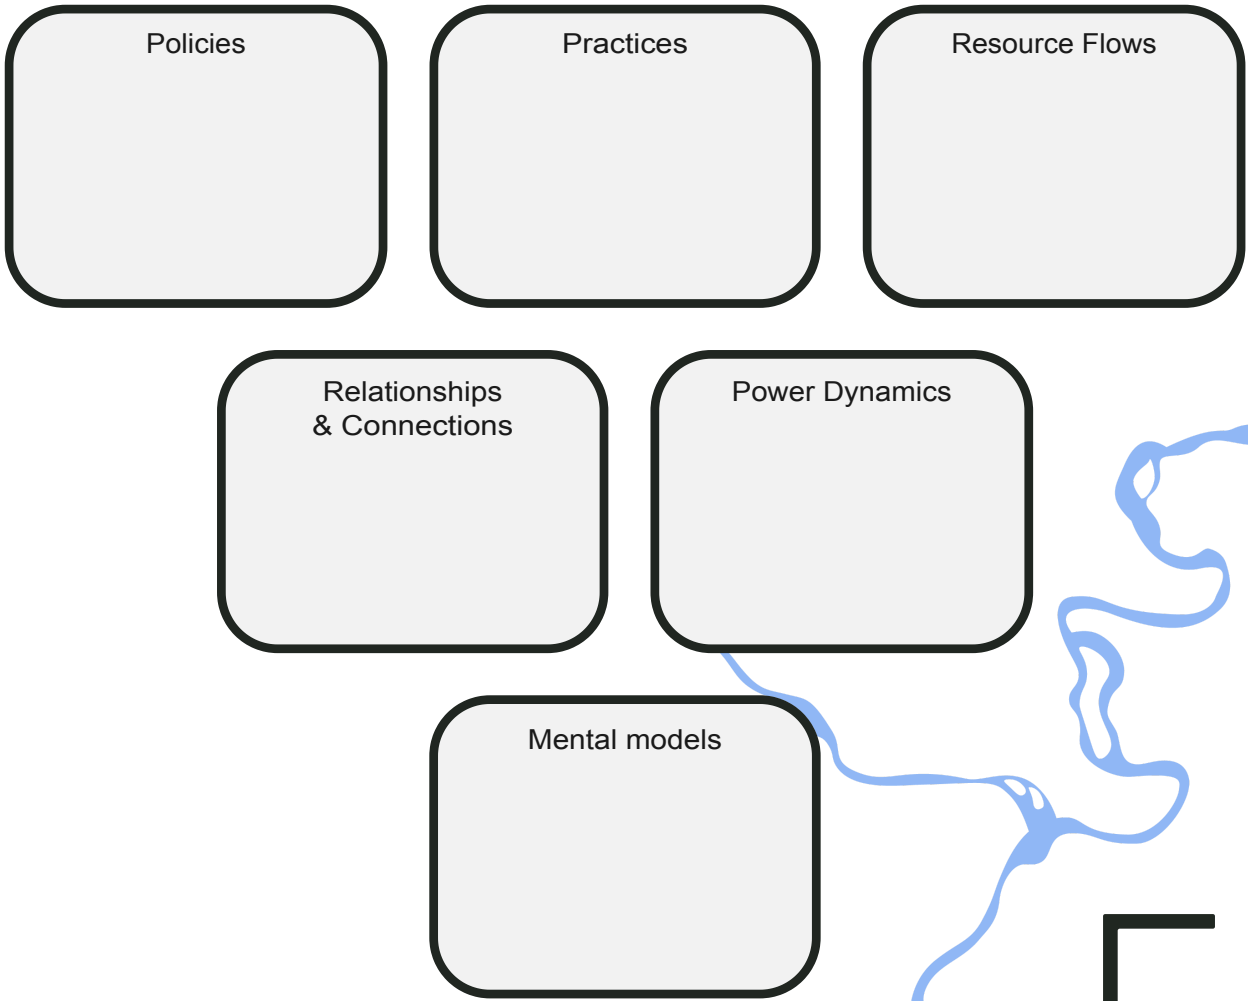 Policies
Practices
Resource Flows
Relationships
& Connections
Power Dynamics
Mental models